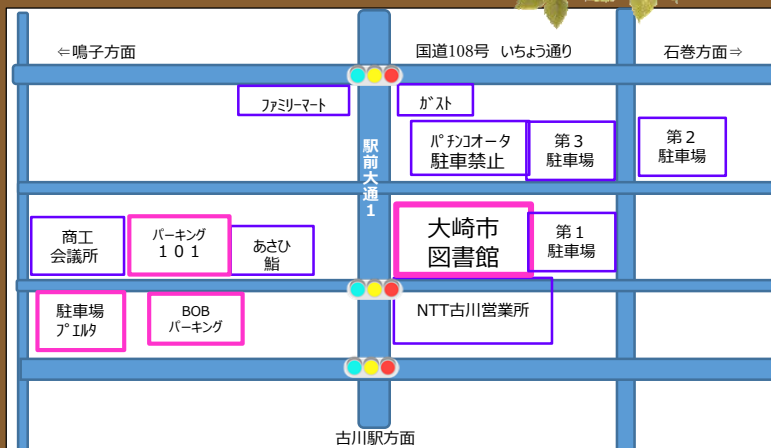 ⇐鳴子方面
国道108号 いちょう通り
石巻方面⇒
ファミリーマート
ガスト
パチンコオータ
駐車禁止
第３
駐車場
第２
駐車場
駅前大通１
商工
会議所
パーキング
１０１
あさひ
鮨
大崎市
図書館
第１
駐車場
駐車場
プエルタ
BOB
パーキング
NTT古川営業所
古川駅方面